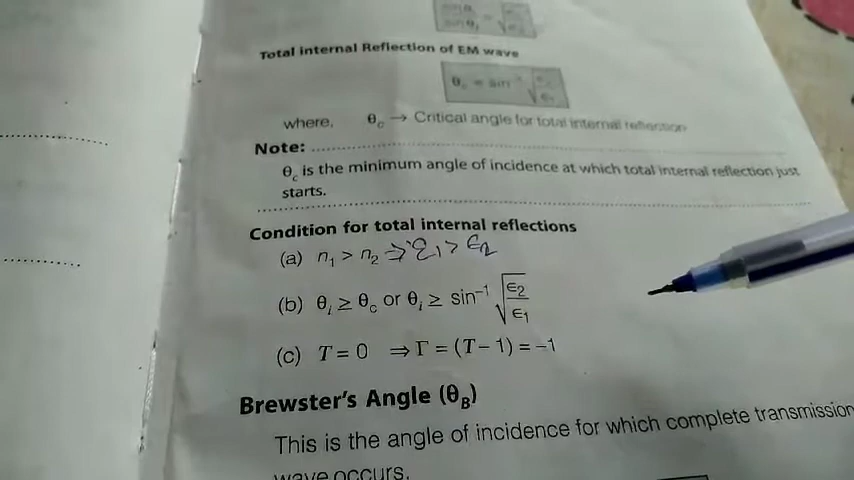 Total internal Reflection of EM wave
θc = sin⁻¹ √
where, θc → Critical angle for total internal reflection
Note:
θc is the minimum angle of incidence at which total internal reflection just
starts.
Condition for total internal reflections
(a) n₁ > n₂ ⇒ ε₁ > ε₂
(b) θi ≥ θc or θi ≥ sin⁻¹ √(ε₂/ε₁)
(c) T = 0 ⇒ Γ = (T − 1) = −1
Brewster's Angle (θB)
This is the angle of incidence for which complete transmission
wave occurs.